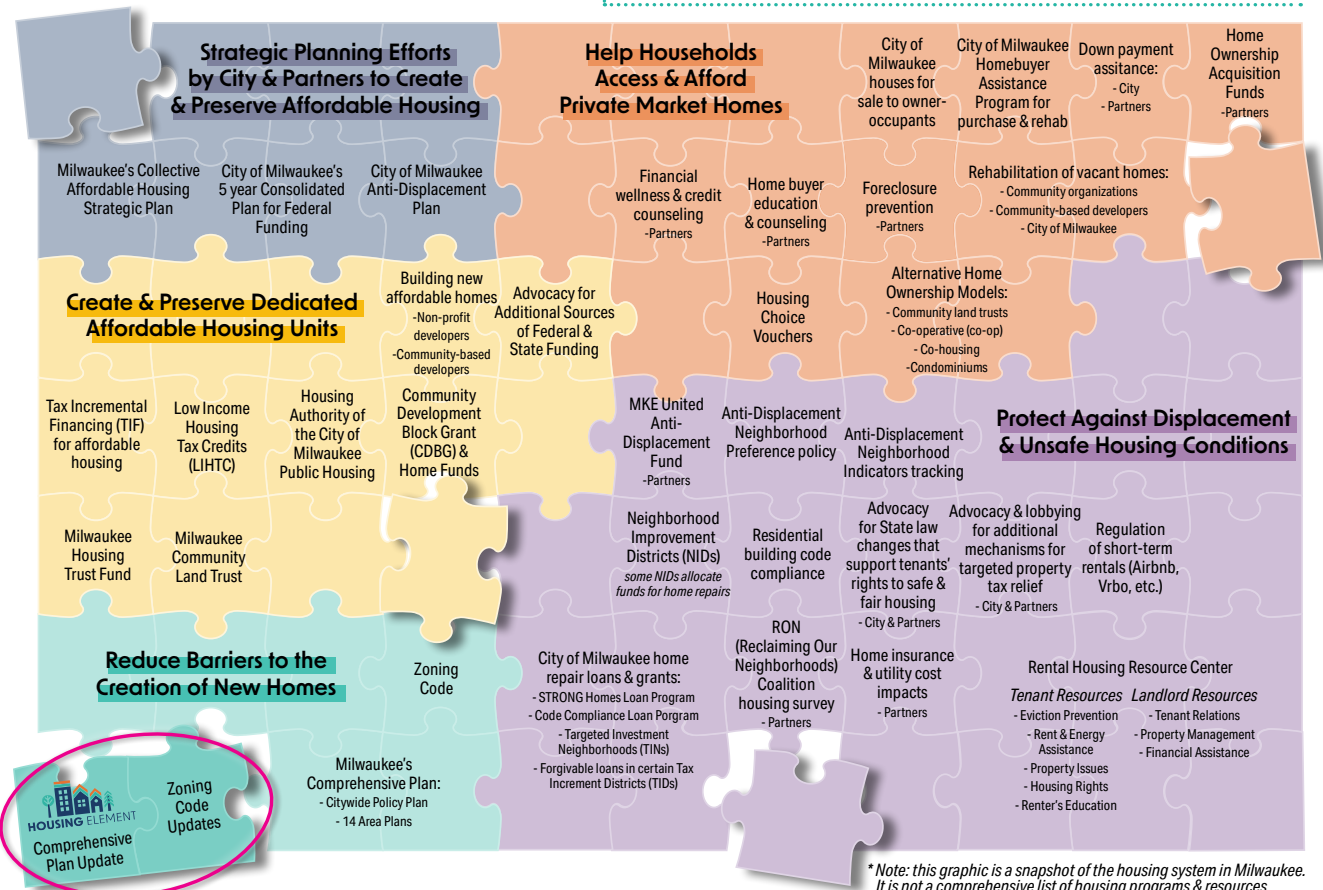 Strategic Planning Efforts
by City & Partners to Create
& Preserve Affordable Housing
Milwaukee's Collective
Affordable Housing
Strategic Plan
City of Milwaukee's
5 year Consolidated
Plan for Federal
Funding
City of Milwaukee
Anti-Displacement
Plan
Help Households
Access & Afford
Private Market Homes
City of
Milwaukee
houses for
sale to owner-
occupants
City of Milwaukee
Homebuyer
Assistance
Program for
purchase & rehab
Down payment
assitance:
- City
- Partners
Home
Ownership
Acquisition
Funds
-Partners
Financial
wellness & credit
counseling
-Partners
Home buyer
education
& counseling
-Partners
Foreclosure
prevention
-Partners
Rehabilitation of vacant homes:
- Community organizations
- Community-based developers
- City of Milwaukee
Housing
Choice
Vouchers
Alternative Home
Ownership Models:
- Community land trusts
- Co-operative (co-op)
- Co-housing
-Condominiums
Create & Preserve Dedicated
Affordable Housing Units
Building new
affordable homes
-Non-profit
developers
-Community-based
developers
Advocacy for
Additional Sources
of Federal &
State Funding
Tax Incremental
Financing (TIF)
for affordable
housing
Low Income
Housing
Tax Credits
(LIHTC)
Housing
Authority of
the City of
Milwaukee
Public Housing
Community
Development
Block Grant
(CDBG) &
Home Funds
Milwaukee
Housing
Trust Fund
Milwaukee
Community
Land Trust
Protect Against Displacement
& Unsafe Housing Conditions
MKE United
Anti-
Displacement
Fund
-Partners
Anti-Displacement
Neighborhood
Preference policy
Anti-Displacement
Neighborhood
Indicators tracking
Neighborhood
Improvement
Districts (NIDs)
some NIDs allocate
funds for home repairs
Residential
building code
compliance
Advocacy
for State law
changes that
support tenants'
rights to safe &
fair housing
- City & Partners
Advocacy & lobbying
for additional
mechanisms for
targeted property
tax relief
- City & Partners
Regulation
of short-term
rentals (Airbnb,
Vrbo, etc.)
City of Milwaukee home
repair loans & grants:
- STRONG Homes Loan Program
- Code Compliance Loan Porgram
- Targeted Investment
Neighborhoods (TINs)
- Forgivable loans in certain Tax
Increment Districts (TIDs)
RON
(Reclaiming Our
Neighborhoods)
Coalition
housing survey
- Partners
Home insurance
& utility cost
impacts
- Partners
Rental Housing Resource Center
Tenant Resources
- Eviction Prevention
- Rent & Energy
Assistance
- Property Issues
- Housing Rights
- Renter's Education
Landlord Resources
- Tenant Relations
- Property Management
- Financial Assistance
Reduce Barriers to the
Creation of New Homes
Zoning
Code
Milwaukee's
Comprehensive Plan:
- Citywide Policy Plan
- 14 Area Plans
HOUSING ELEMENT
Comprehensive
Plan Update
Zoning
Code
Updates
* Note: this graphic is a snapshot of the housing system in Milwaukee.
It is not a comprehensive list of housing programs & resources